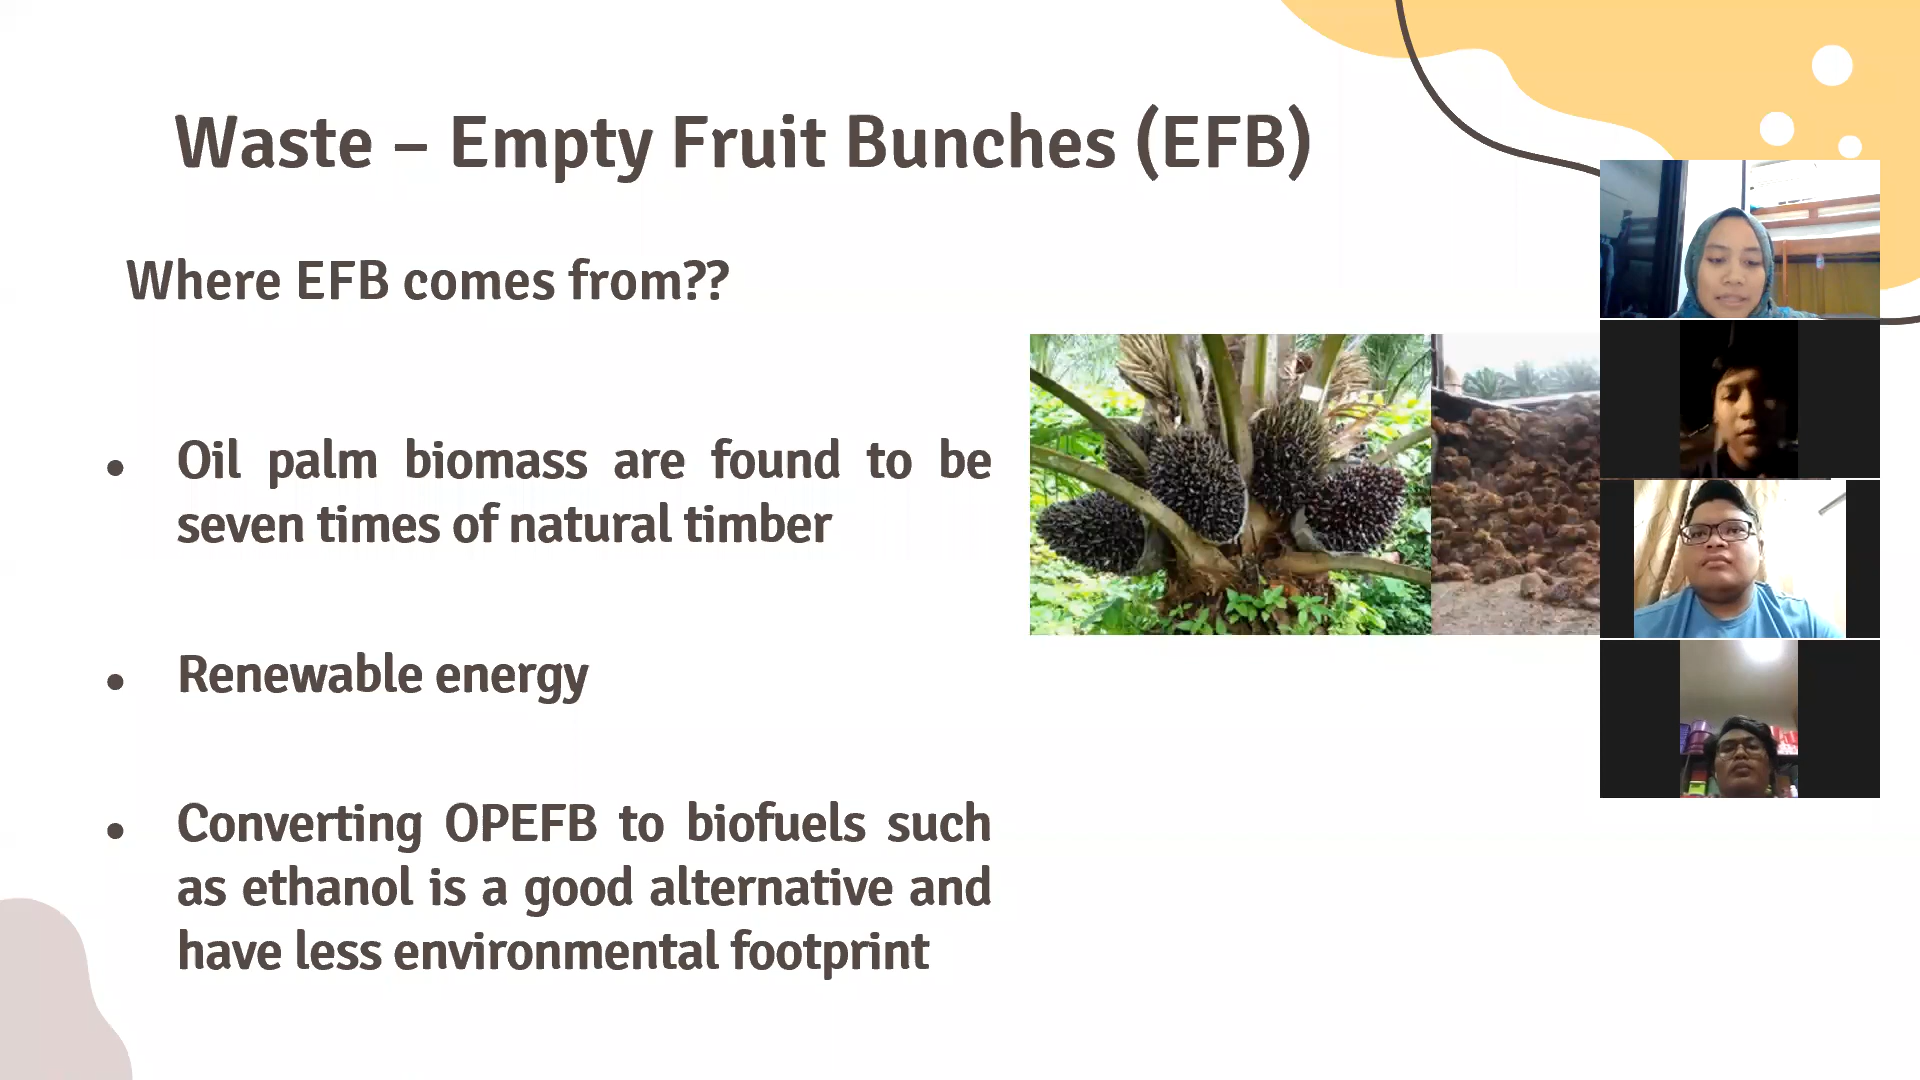 Waste – Empty Fruit Bunches (EFB)
Where EFB comes from??
• Oil palm biomass are found to be
seven times of natural timber
• Renewable energy
• Converting OPEFB to biofuels such
as ethanol is a good alternative and
have less environmental footprint